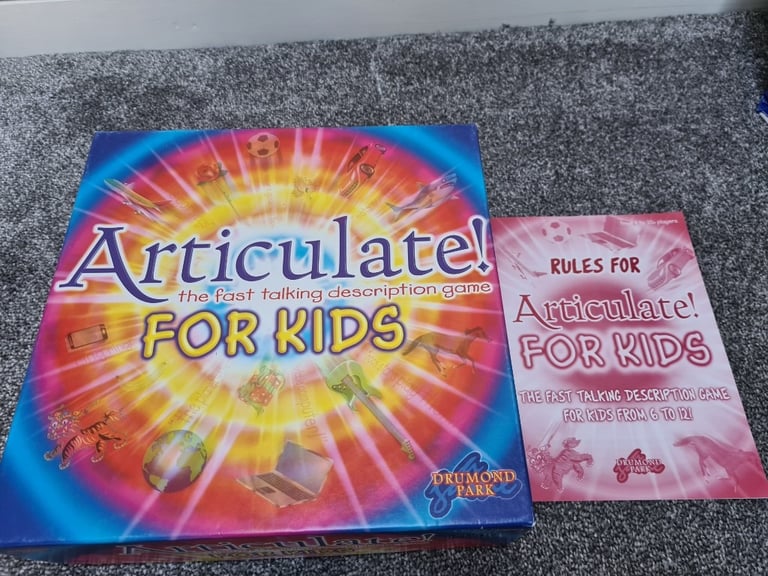 Articulate!
the fast talking description game
FOR KIDS
DRUMOND
PARK
Articulate!
RULES FOR
Articulate!
FOR KIDS
THE FAST TALKING DESCRIPTION GAME
FOR KIDS FROM 6 TO 12!
DRUMOND
PARK